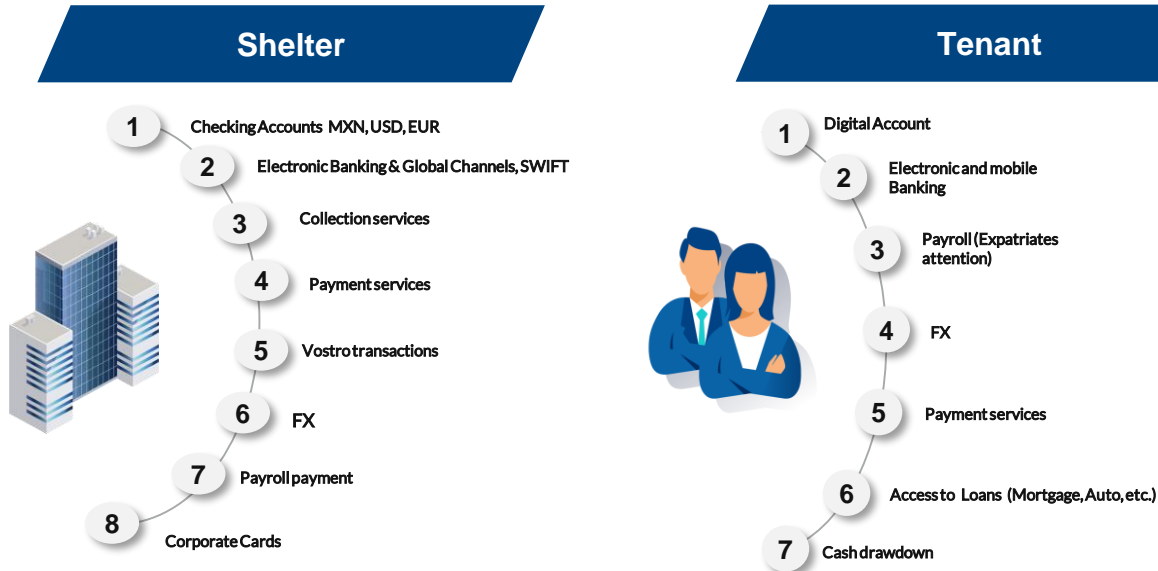 Shelter
1
Checking Accounts MXN, USD, EUR
2
Electronic Banking & Global Channels, SWIFT
3
Collection services
4
Payment services
5
Vostro transactions
6
FX
7
Payroll payment
8
Corporate Cards
Tenant
1
Digital Account
2
Electronic and mobile
Banking
3
Payroll (Expatriates
attention)
4
FX
5
Payment services
6
Access to Loans (Mortgage, Auto, etc.)
7
Cash drawdown